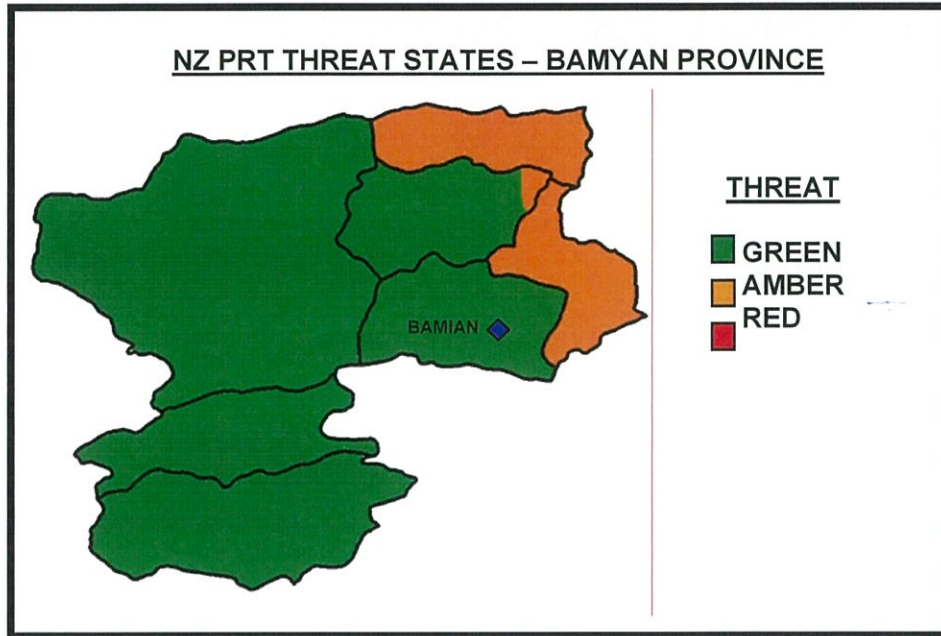 NZ PRT THREAT STATES – BAMYAN PROVINCE
BAMIAN
THREAT
GREEN
AMBER
RED